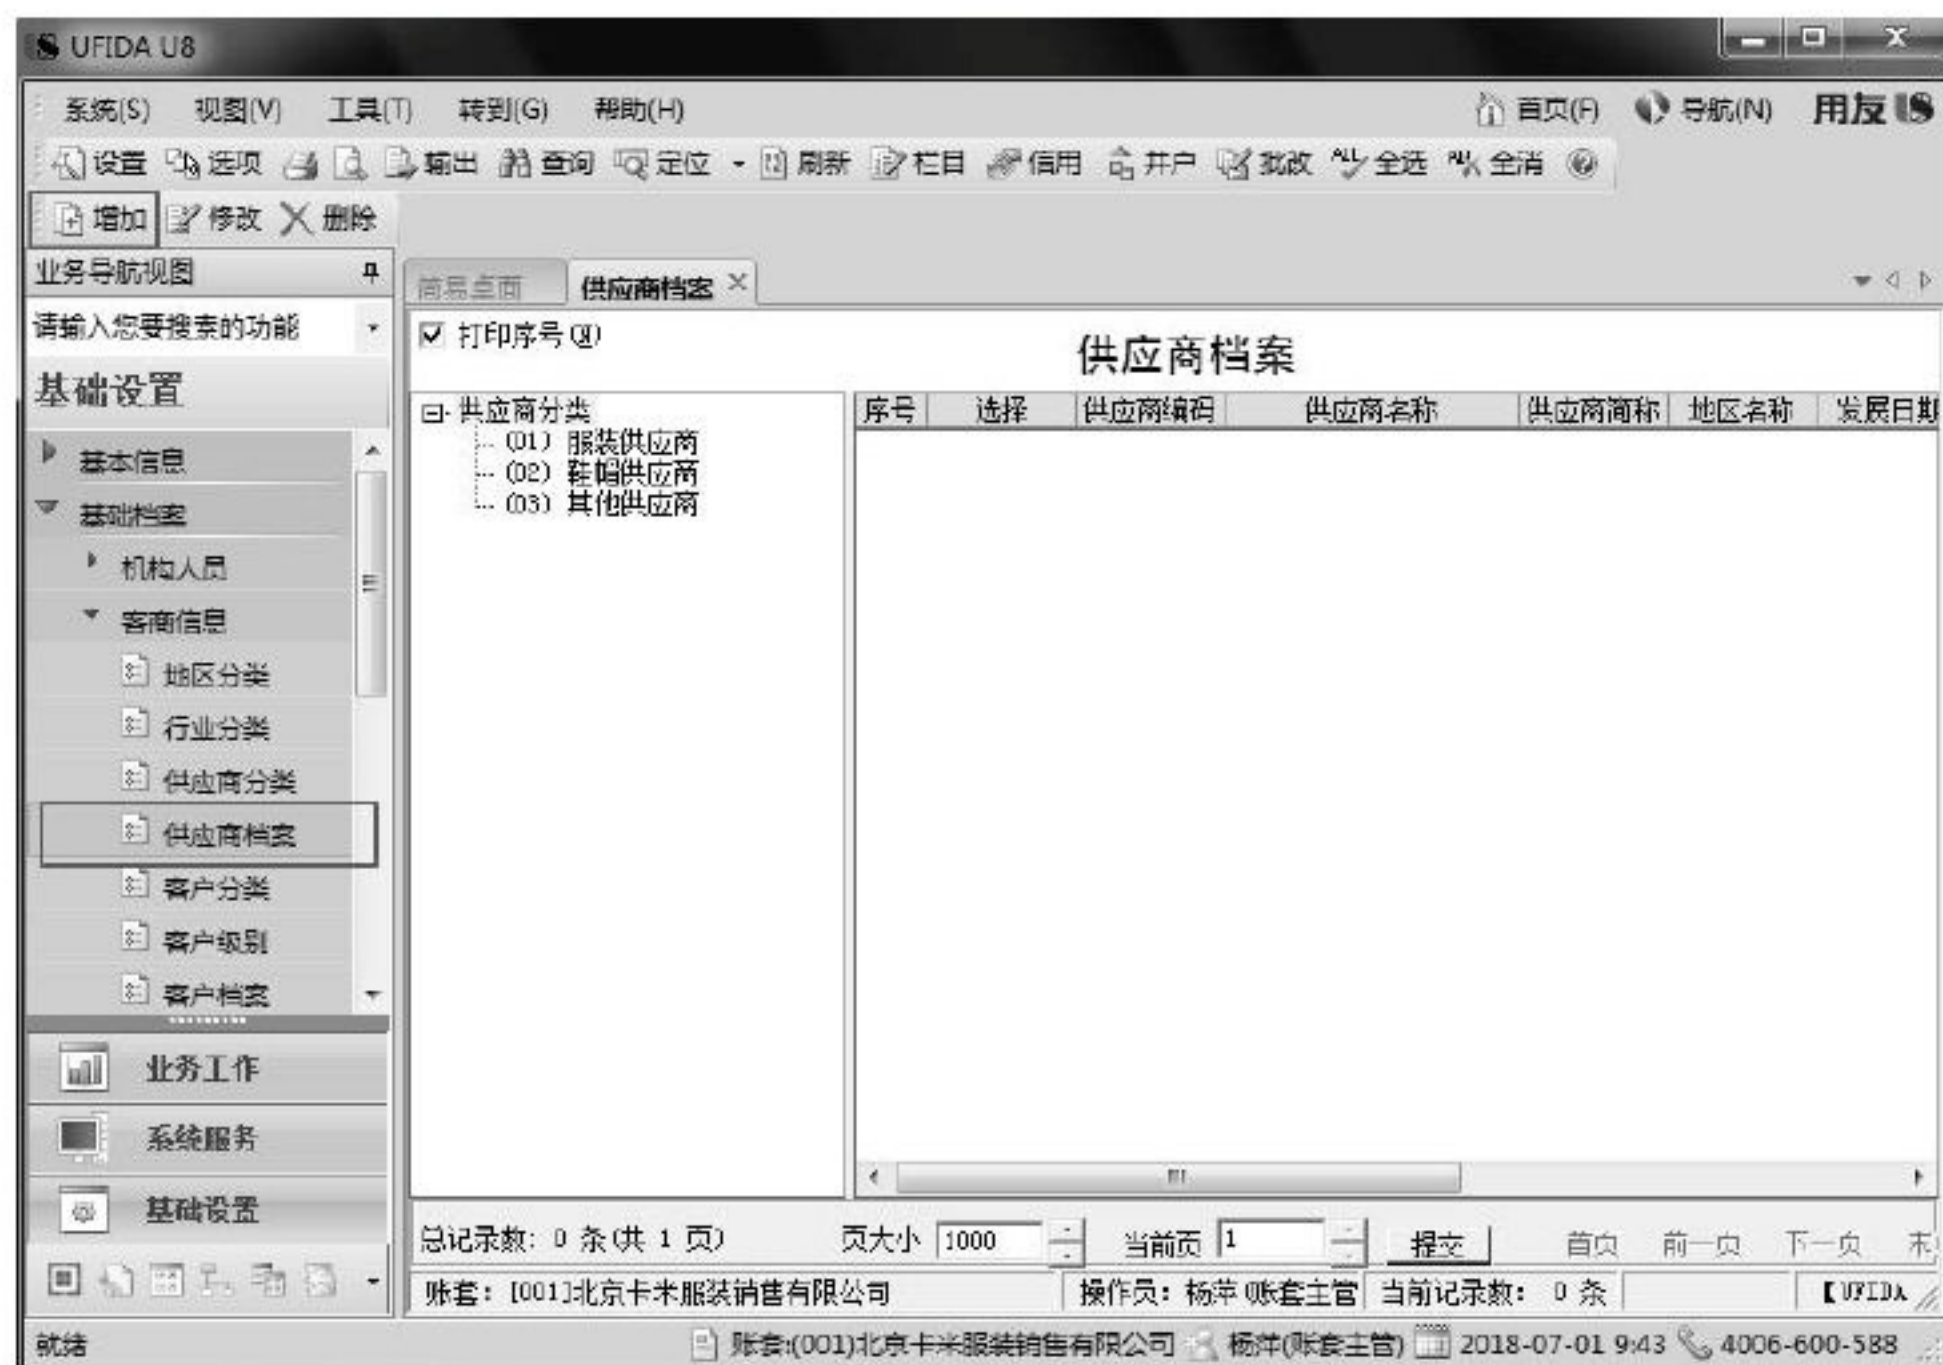 UFIDA U8
系统(S) 视图(V) 工具(T) 转到(G) 帮助(H) 首页(F) 导航(N) 用友
设置 选项 输出 查询 定位 刷新 栏目 信用 并户 批改 全选 全消
增加 修改 删除
业务导航视图
请输入您要搜索的功能
基础设置
基本信息
基础档案
机构人员
客商信息
地区分类
行业分类
供应商分类
供应商档案
客户分类
客户级别
客户档案
业务工作
系统服务
基础设置
简易桌面 供应商档案
打印序号(N)
供应商档案
供应商分类
(01) 服装供应商
(02) 鞋帽供应商
(03) 其他供应商
序号 选择 供应商编码 供应商名称 供应商简称 地区名称 发展日期
总记录数: 0 条(共 1 页) 页大小 1000 当前页 1 提交 首页 前一页 下一页 末
账套: [001]北京卡米服装销售有限公司 操作员: 杨萍(账套主管 当前记录数: 0 条 【UFIDA
就绪 账套:(001)北京卡米服装销售有限公司 杨萍(账套主管) 2018-07-01 9:43 4006-600-588